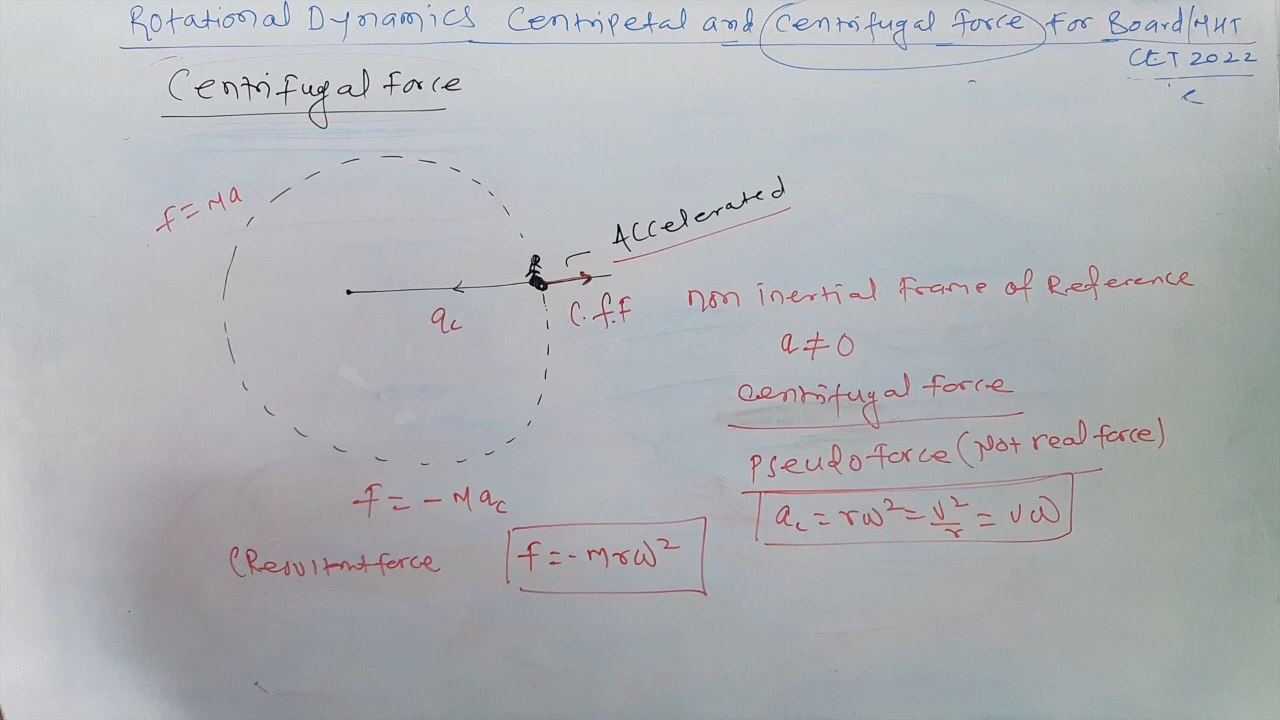 Rotational Dynamics Centripetal and Centrifugal force For Board/MHT
CET 2022
Centrifugal force
f = ma
Accelerated
ac
C.f.f
non inertial Frame of Reference
a ≠ 0
centrifugal force
Pseudo force (Not real force)
ac = rω² = v²/r = vω
f = - Mac
(Resultant force
f = - mrω²